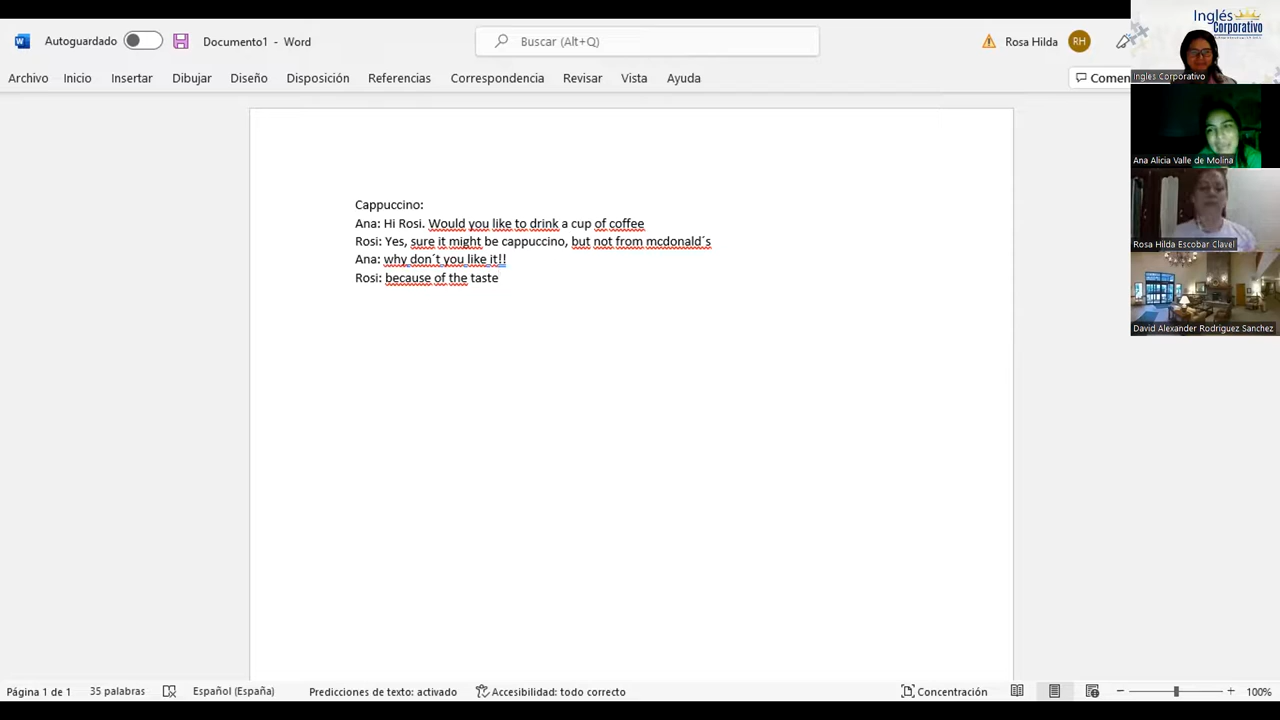 Autoguardado
Documento1 - Word
Buscar (Alt+Q)
Rosa Hilda
RH
Archivo Inicio Insertar Dibujar Diseño Disposición Referencias Correspondencia Revisar Vista Ayuda
Comen
Cappuccino:
Ana: Hi Rosi. Would you like to drink a cup of coffee
Rosi: Yes, sure it might be cappuccino, but not from mcdonald´s
Ana: why don´t you like it!!
Rosi: because of the taste
Inglés
Corporativo
Ingles Corporativo
Ana Alicia Valle de Molina
Rosa Hilda Escobar Clavel
David Alexander Rodriguez Sanchez
Página 1 de 1 35 palabras Español (España) Predicciones de texto: activado Accesibilidad: todo correcto Concentración 100%